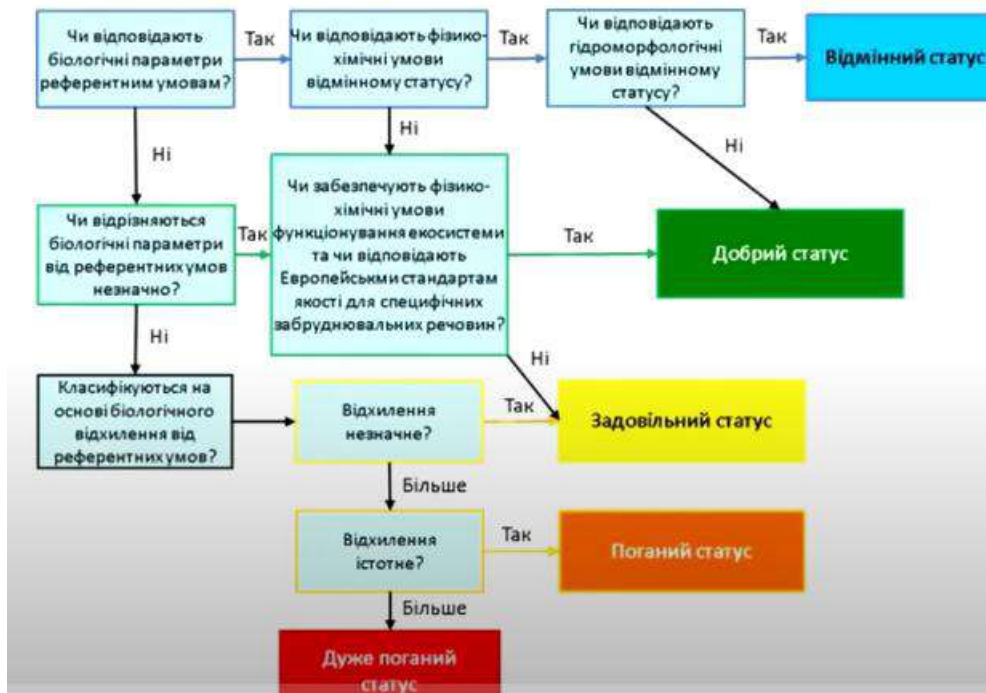 Чи відповідають
біологічні параметри
референтним умовам?
Так
Чи відповідають фізико-
хімічні умови
відмінному статусу?
Так
Чи відповідають
гідроморфологічні
умови відмінному
статусу?
Так
Відмінний статус
Ні
Ні
Ні
Чи відрізняються
біологічні параметри
від референтних умов
незначно?
Так
Чи забезпечують фізико-
хімічні умови
функціонування екосистеми
та чи відповідають
Європейськми стандартам
якості для специфічних
забруднювальних речовин?
Так
Добрий статус
Ні
Ні
Класифікуються на
основі біологічного
відхилення від
референтних умов?
Відхилення
незначне?
Так
Задовільний статус
Більше
Відхилення
істотне?
Так
Поганий статус
Більше
Дуже поганий
статус